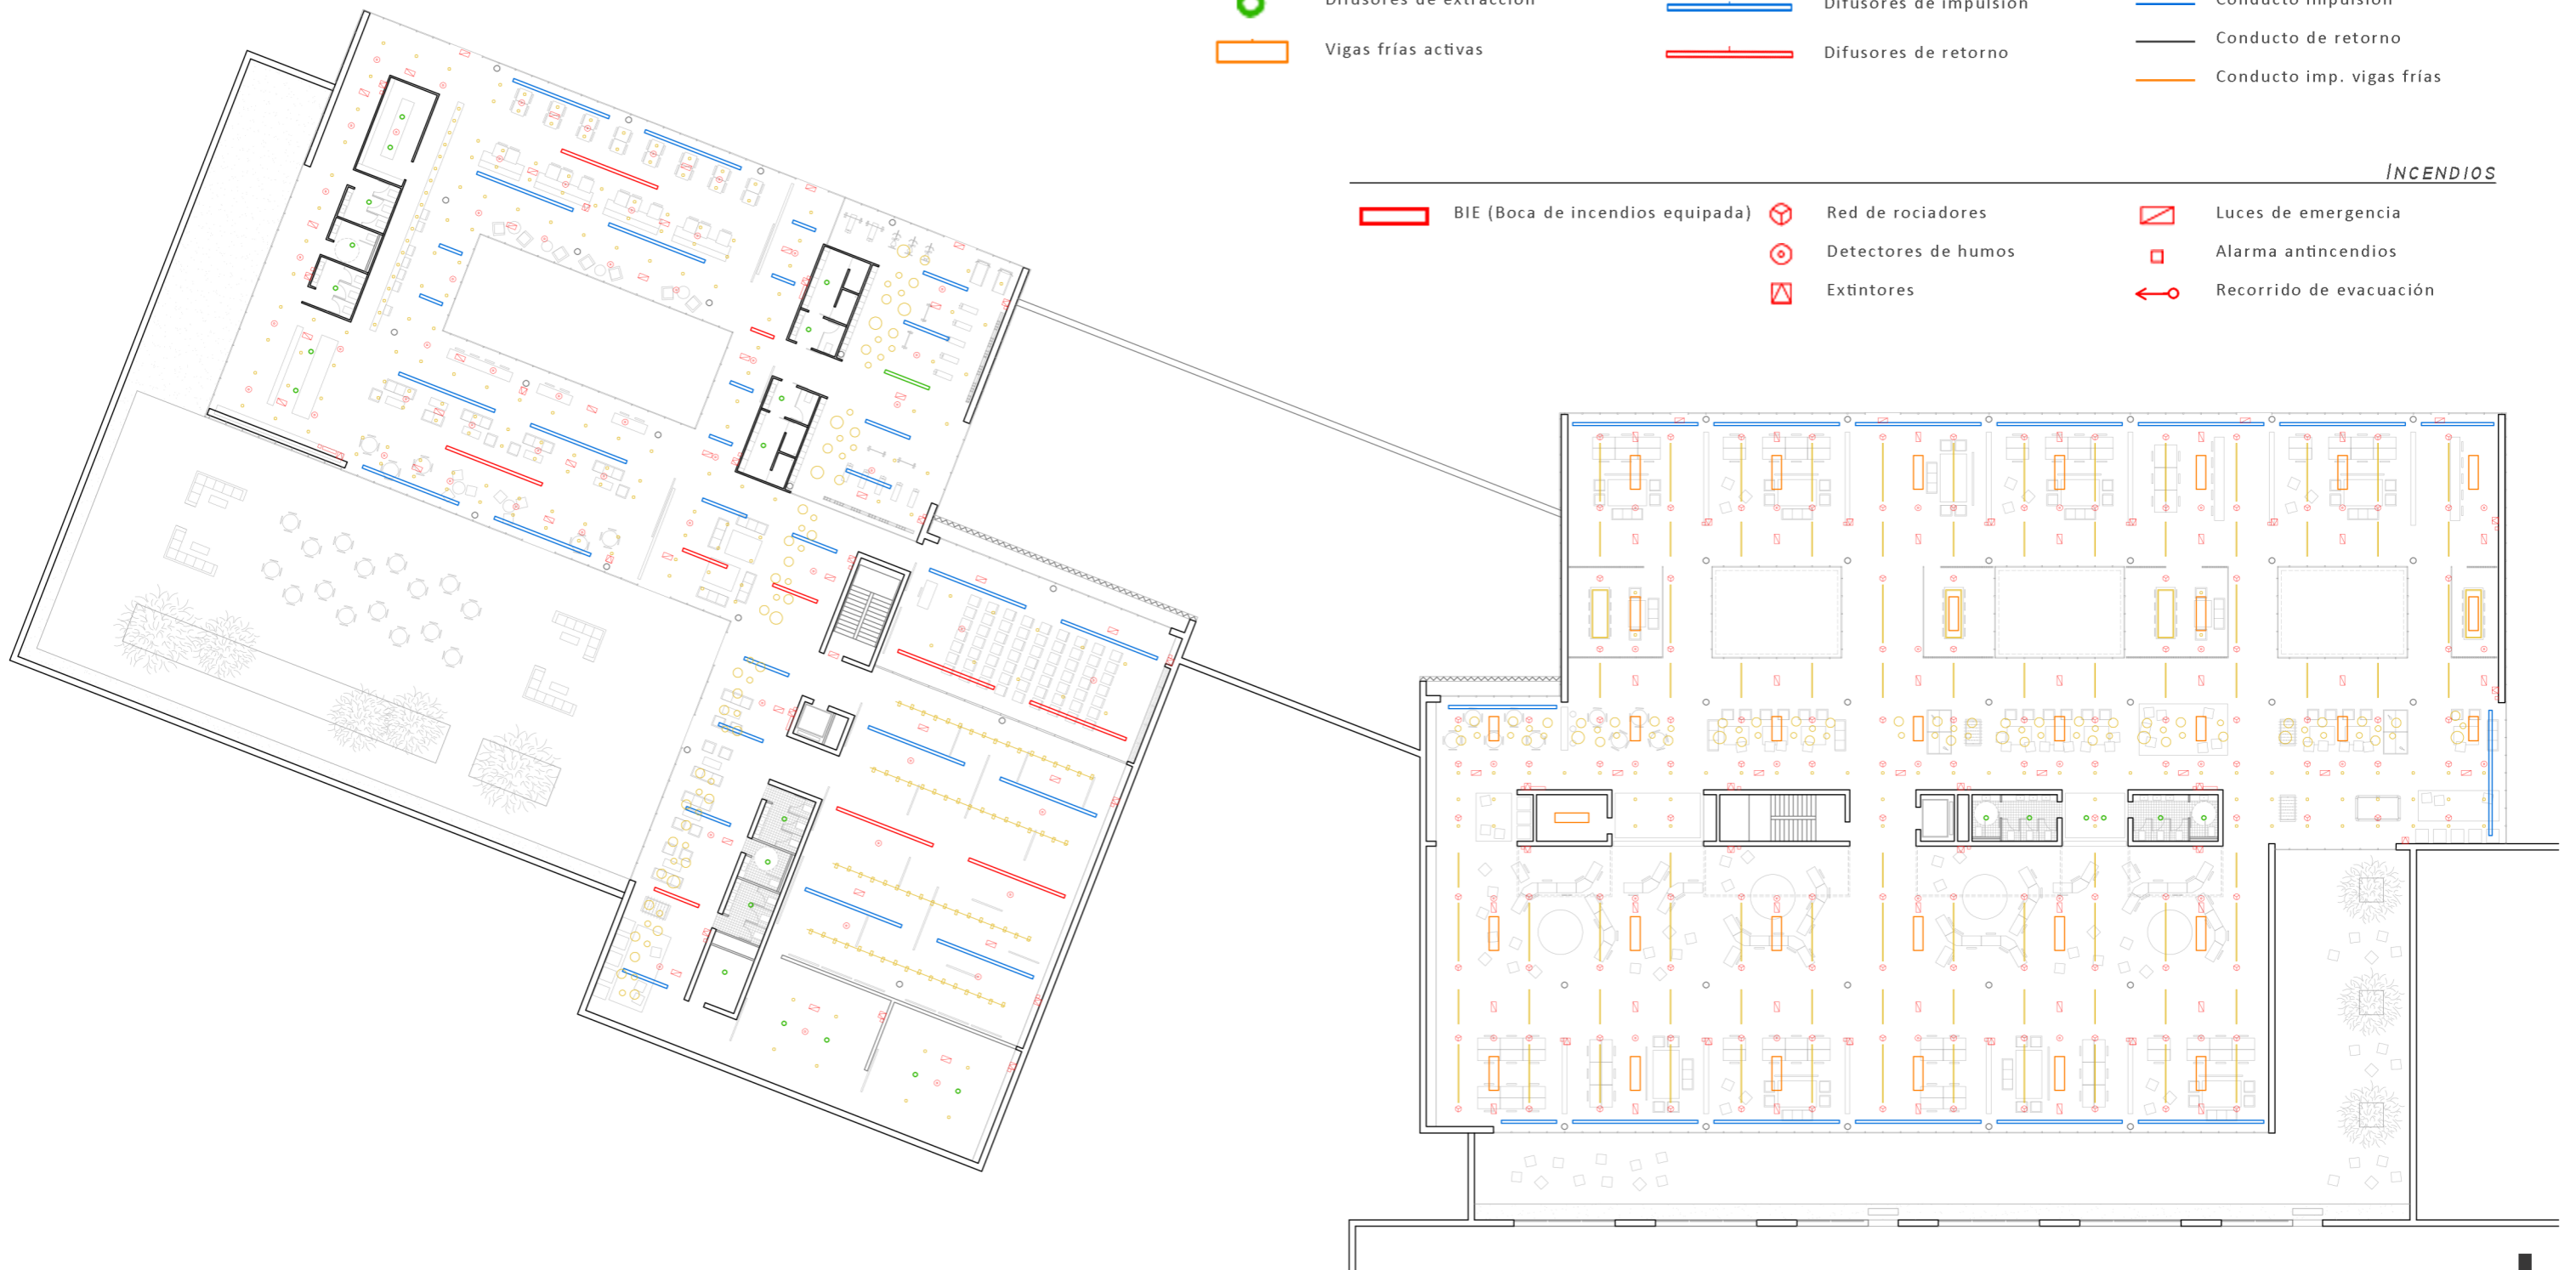 Difusores de extracción
Difusores de impulsión
Conducto impulsión
Vigas frías activas
Difusores de retorno
Conducto de retorno
Conducto imp. vigas frías
INCENDIOS
BIE (Boca de incendios equipada)
Red de rociadores
Luces de emergencia
Detectores de humos
Alarma antincendios
Extintores
Recorrido de evacuación